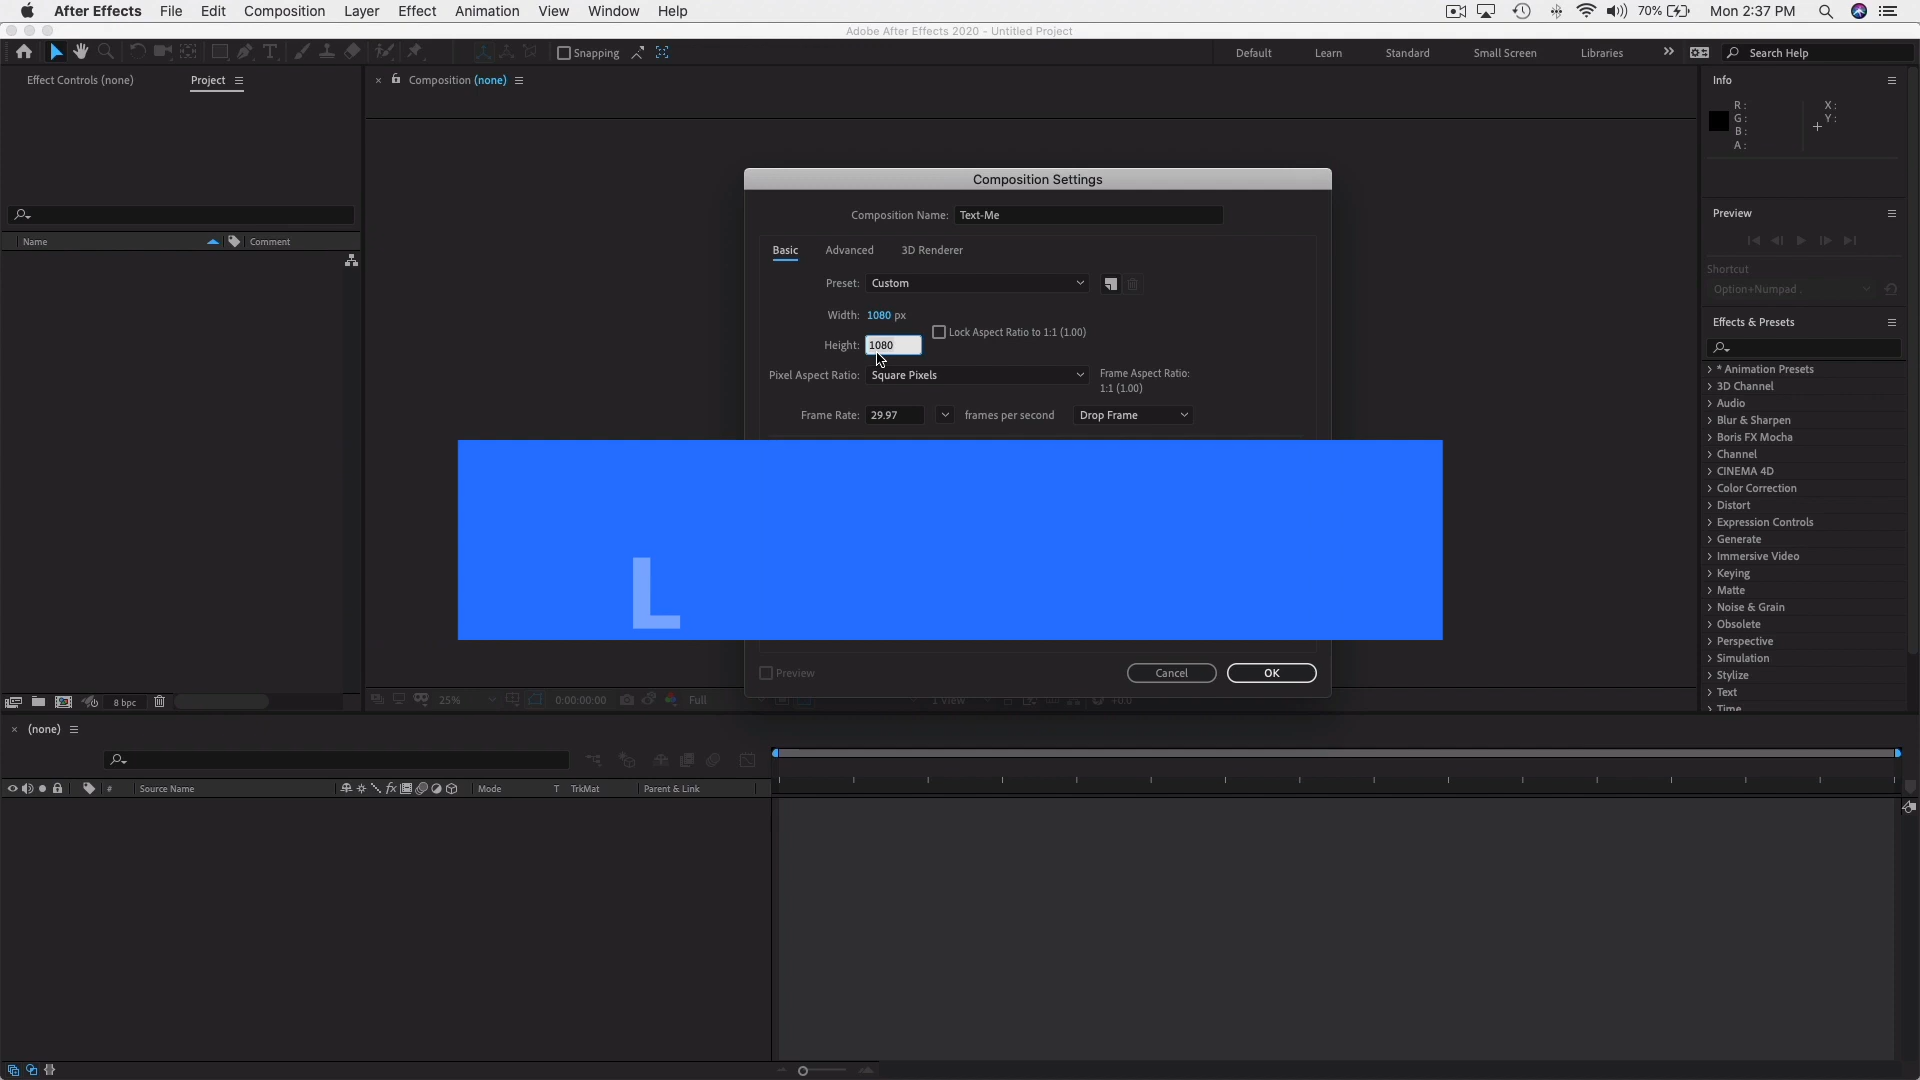 After Effects File Edit Composition Layer Effect Animation View Window Help 70% Mon 2:37 PM
Adobe After Effects 2020 - Untitled Project
Snapping Default Learn Standard Small Screen Libraries Search Help
Effect Controls (none) Project Composition (none) Info
R :
G :
B :
A :
X :
Y :
Composition Settings
Composition Name: Text-Me
Basic Advanced 3D Renderer
Preset: Custom
Width: 1080 px
Lock Aspect Ratio to 1:1 (1.00)
Height: 1080
Pixel Aspect Ratio: Square Pixels
Frame Aspect Ratio:
1:1 (1.00)
Frame Rate: 29.97 frames per second Drop Frame
L
Preview Cancel OK
Name Comment
Preview
Shortcut
Option+Numpad .
Effects & Presets
* Animation Presets
3D Channel
Audio
Blur & Sharpen
Boris FX Mocha
Channel
CINEMA 4D
Color Correction
Distort
Expression Controls
Generate
Immersive Video
Keying
Matte
Noise & Grain
Obsolete
Perspective
Simulation
Stylize
Text
Time
8 bpc 25% 0:00:00:00 Full 1 View +0.0
(none)
# Source Name fx Mode T TrkMat Parent & Link